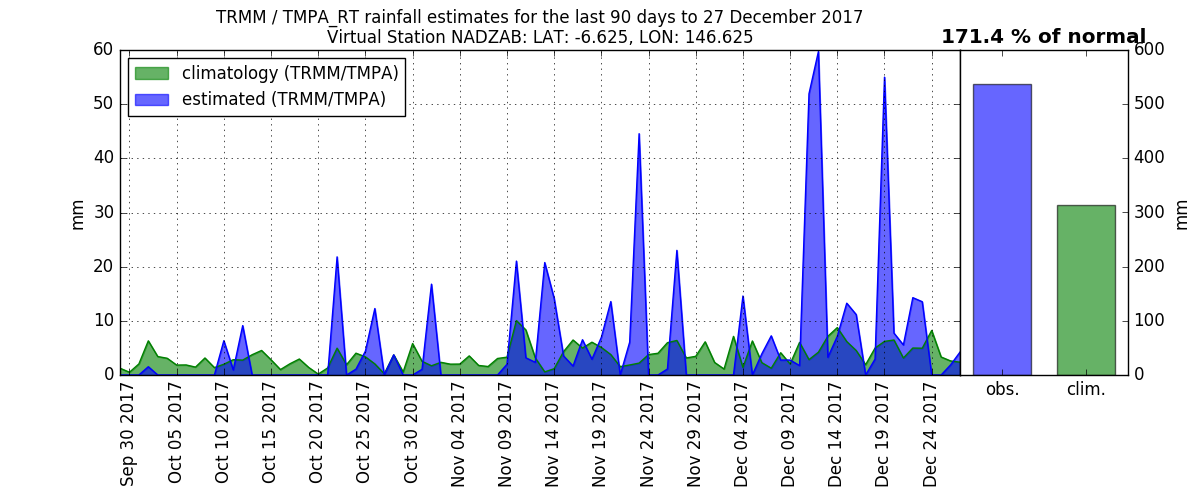 TRMM / TMPA_RT rainfall estimates for the last 90 days to 27 December 2017
Virtual Station NADZAB: LAT: -6.625, LON: 146.625
171.4 % of normal
climatology (TRMM/TMPA)
estimated (TRMM/TMPA)
60
50
40
30
20
10
0
mm
Sep 30 2017
Oct 05 2017
Oct 10 2017
Oct 15 2017
Oct 20 2017
Oct 25 2017
Oct 30 2017
Nov 04 2017
Nov 09 2017
Nov 14 2017
Nov 19 2017
Nov 24 2017
Nov 29 2017
Dec 04 2017
Dec 09 2017
Dec 14 2017
Dec 19 2017
Dec 24 2017
600
500
400
300
200
100
0
mm
obs.
clim.